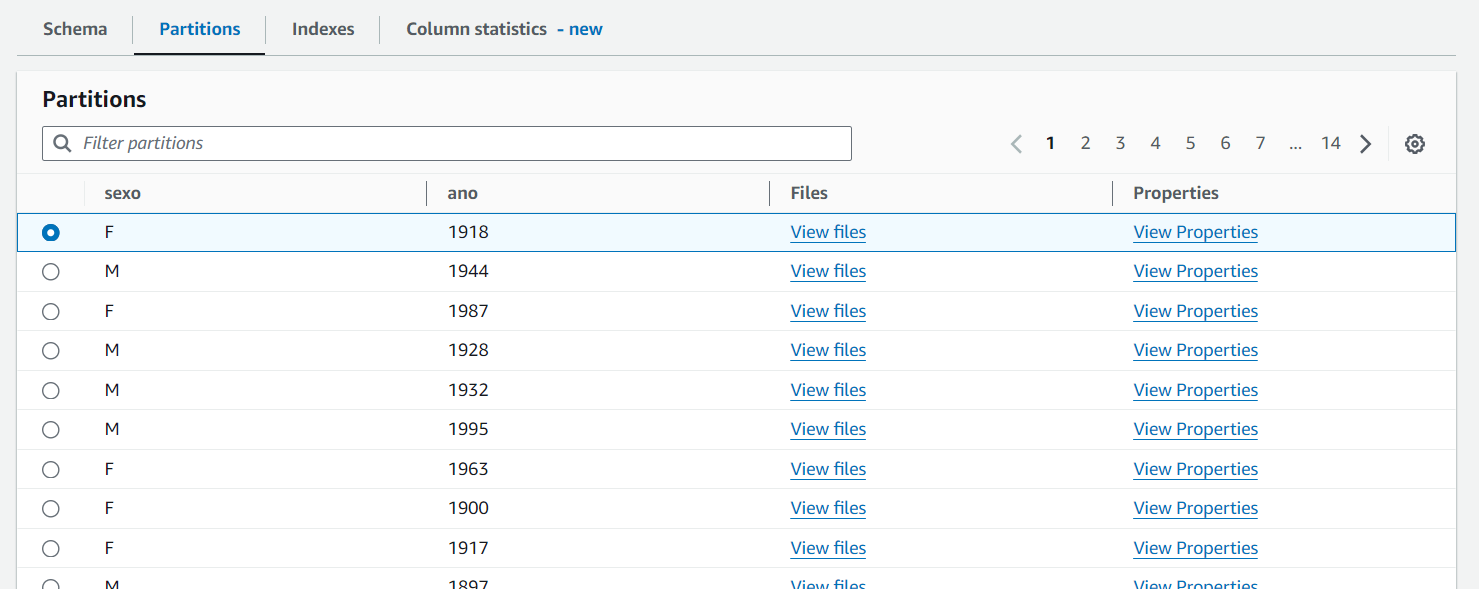 Schema Partitions Indexes Column statistics - new
Partitions
Filter partitions 1 2 3 4 5 6 7 ... 14
sexo ano Files Properties
F 1918 View files View Properties
M 1944 View files View Properties
F 1987 View files View Properties
M 1928 View files View Properties
M 1932 View files View Properties
M 1995 View files View Properties
F 1963 View files View Properties
F 1900 View files View Properties
F 1917 View files View Properties
M 1897 View files View Properties